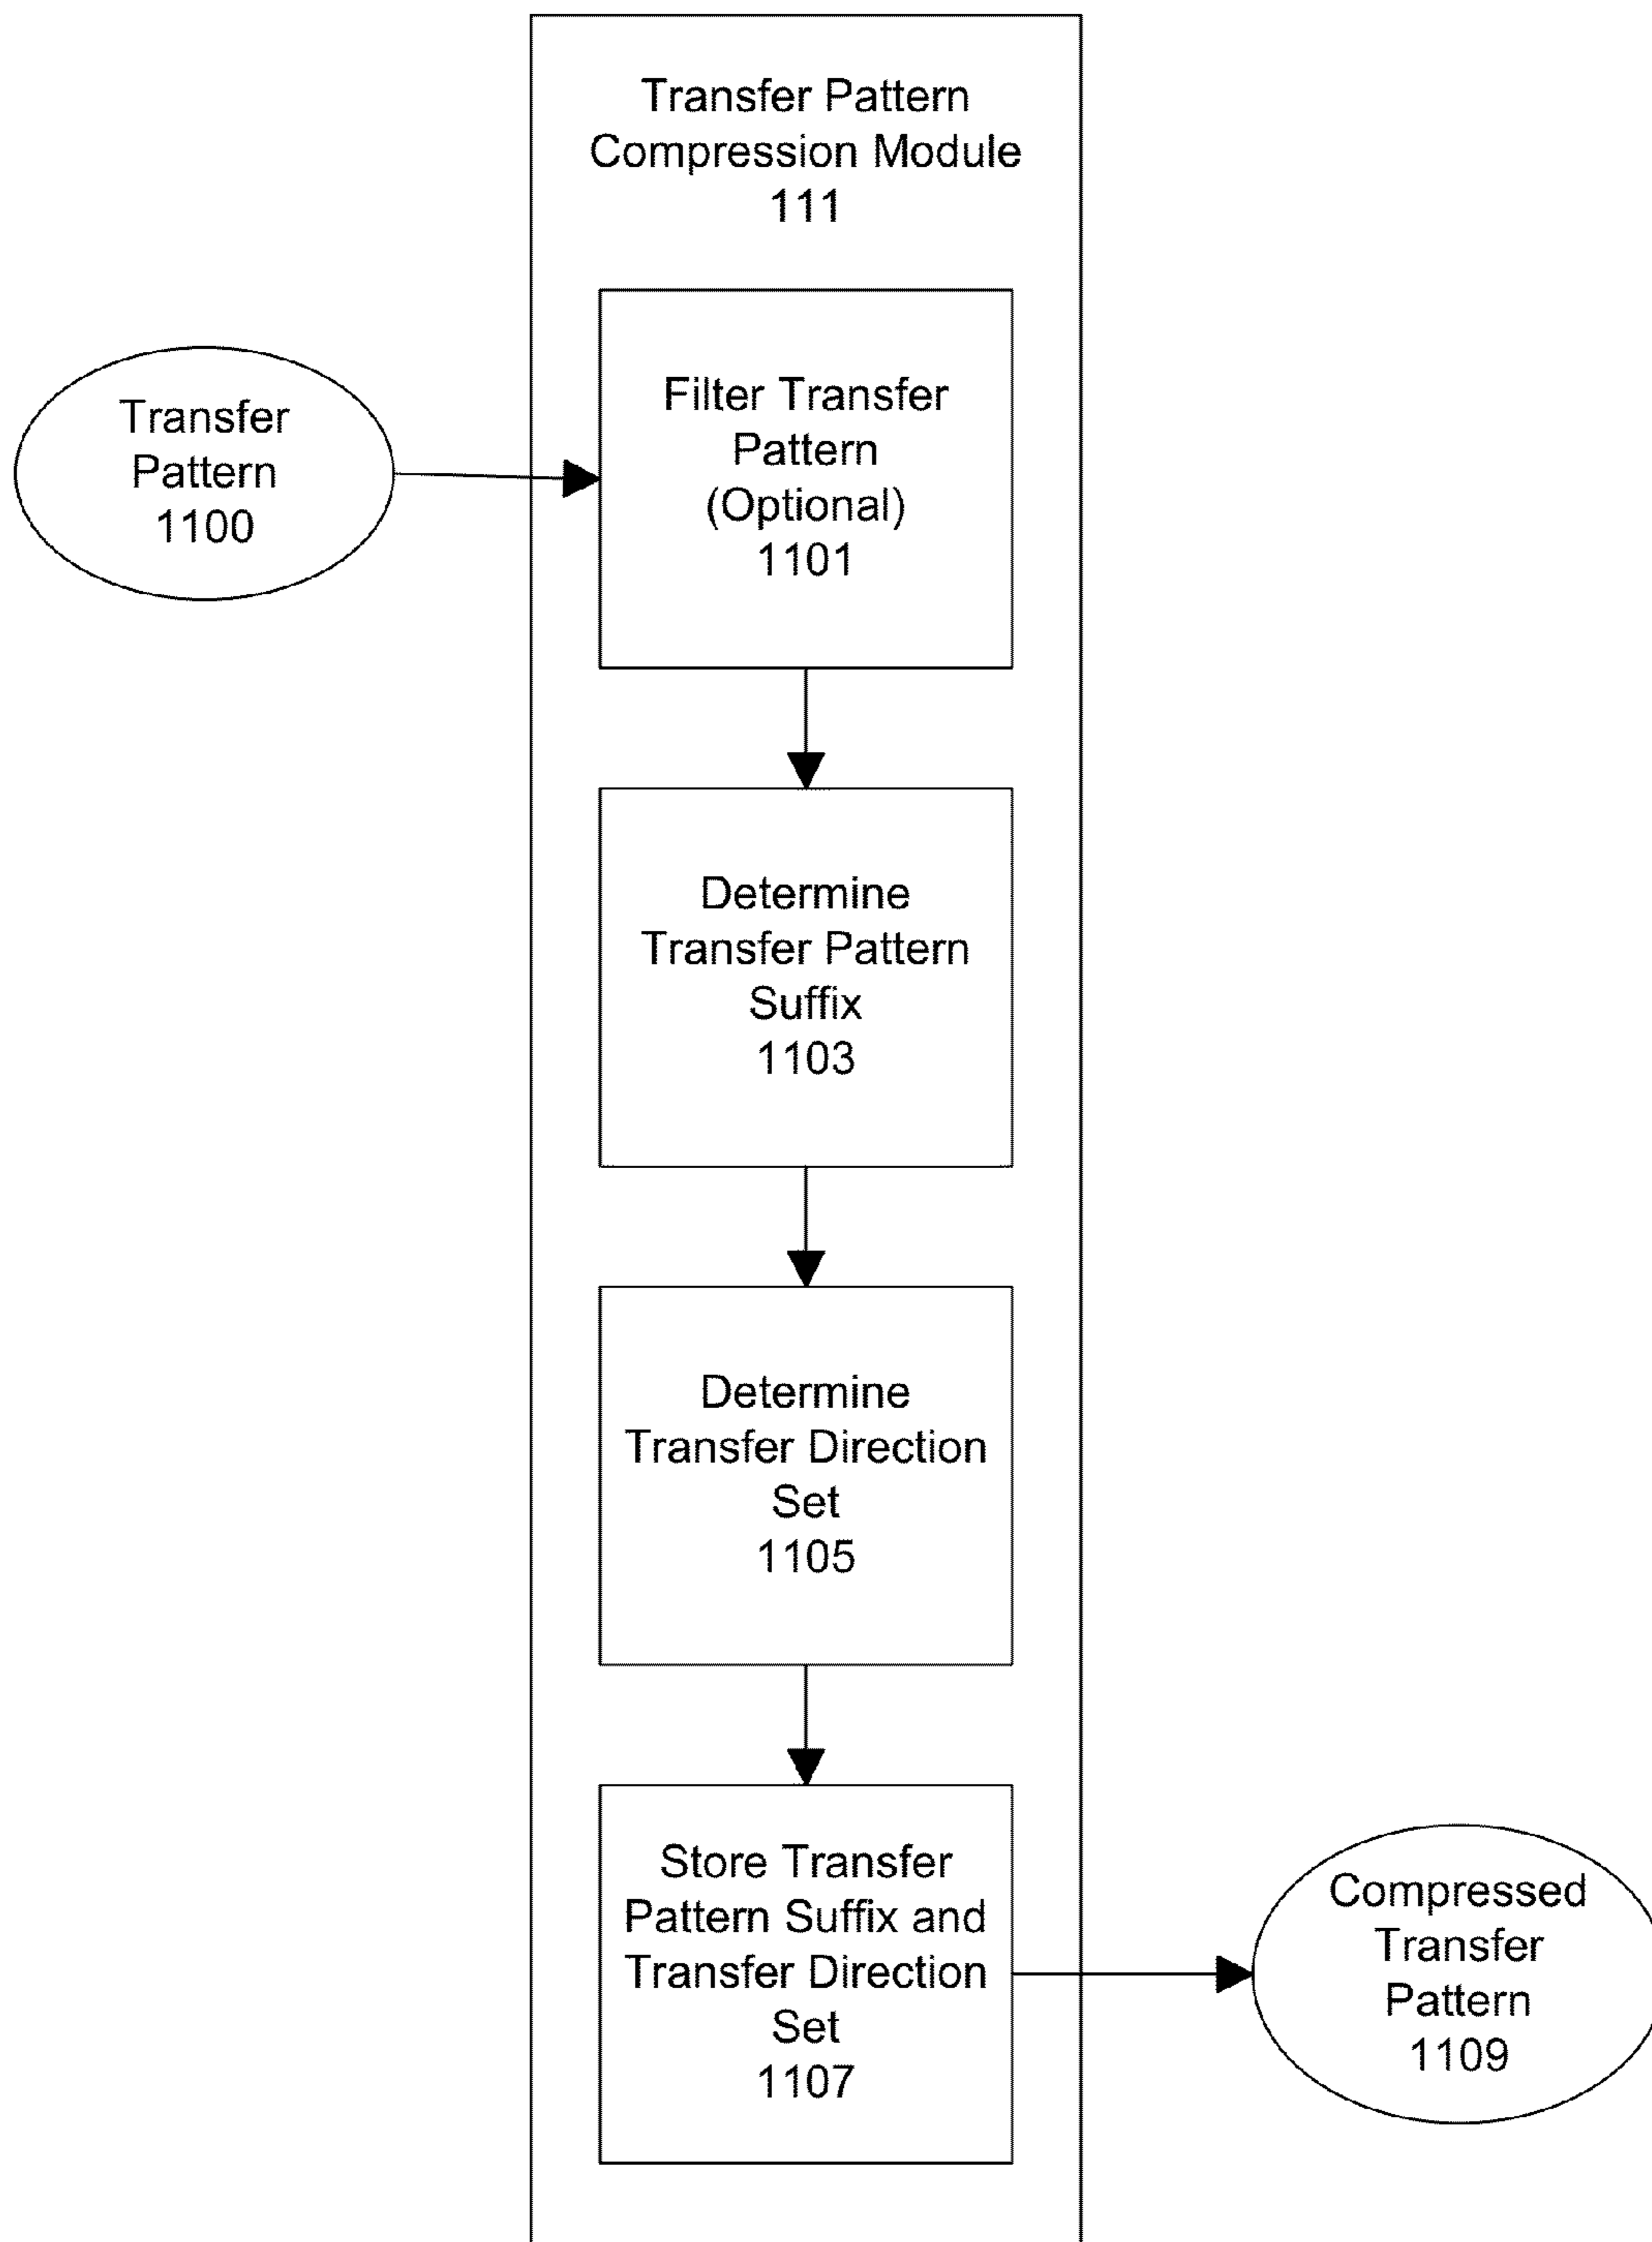 Transfer Pattern
Compression Module
111
Transfer
Pattern
1100
Filter Transfer
Pattern
(Optional)
1101
Determine
Transfer Pattern
Suffix
1103
Determine
Transfer Direction
Set
1105
Store Transfer
Pattern Suffix and
Transfer Direction
Set
1107
Compressed
Transfer
Pattern
1109